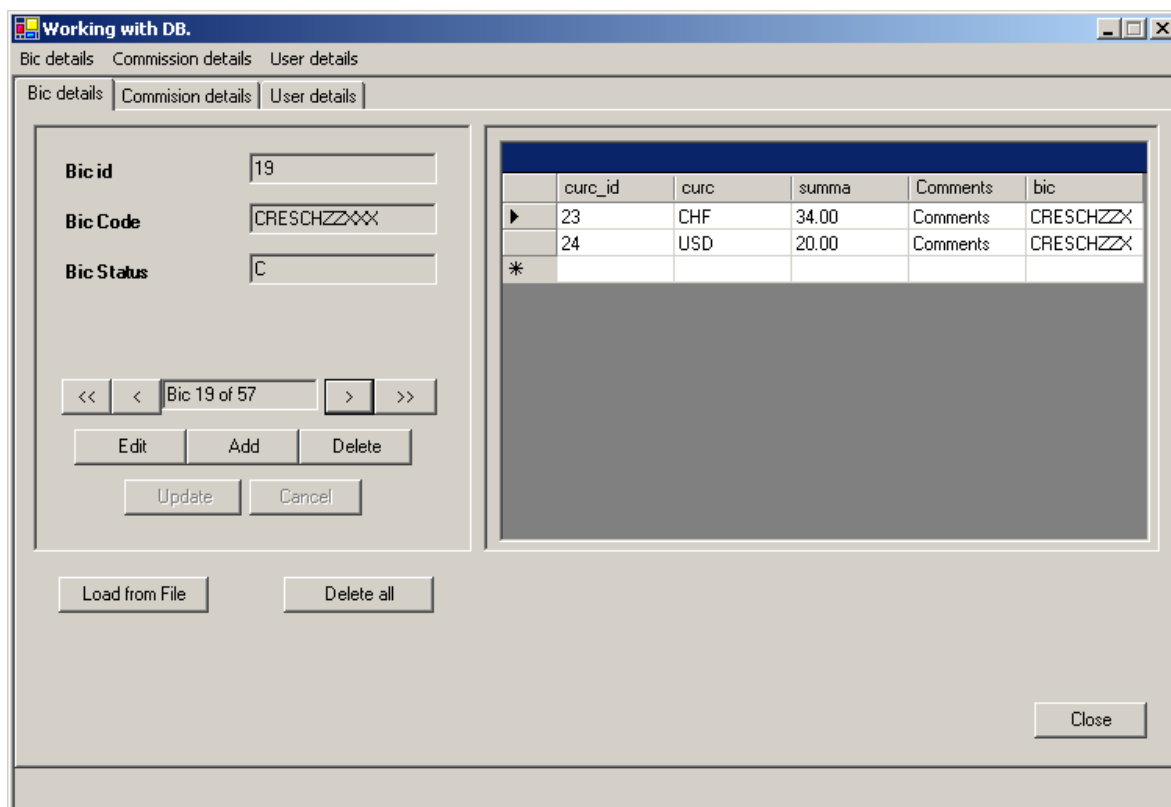 Working with DB.
Bic details Commission details User details
Bic details Commision details User details
Bic id 19
Bic Code CRESCHZZXXX
Bic Status C
<< < Bic 19 of 57 > >>
Edit Add Delete
Update Cancel
curc_id curc summa Comments bic
23 CHF 34.00 Comments CRESCHZZX
24 USD 20.00 Comments CRESCHZZX
*
Load from File Delete all
Close